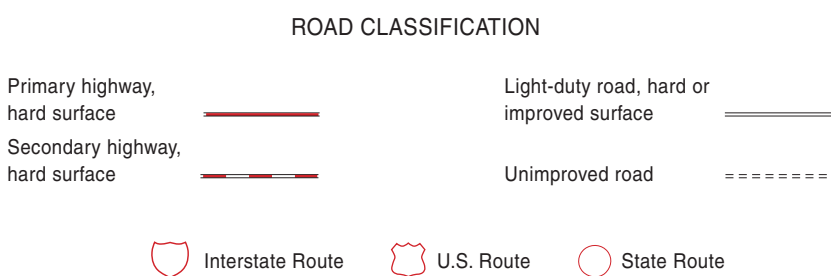 ROAD CLASSIFICATION
Primary highway,
hard surface
Secondary highway,
hard surface
Light-duty road, hard or
improved surface
Unimproved road
Interstate Route
U.S. Route
State Route